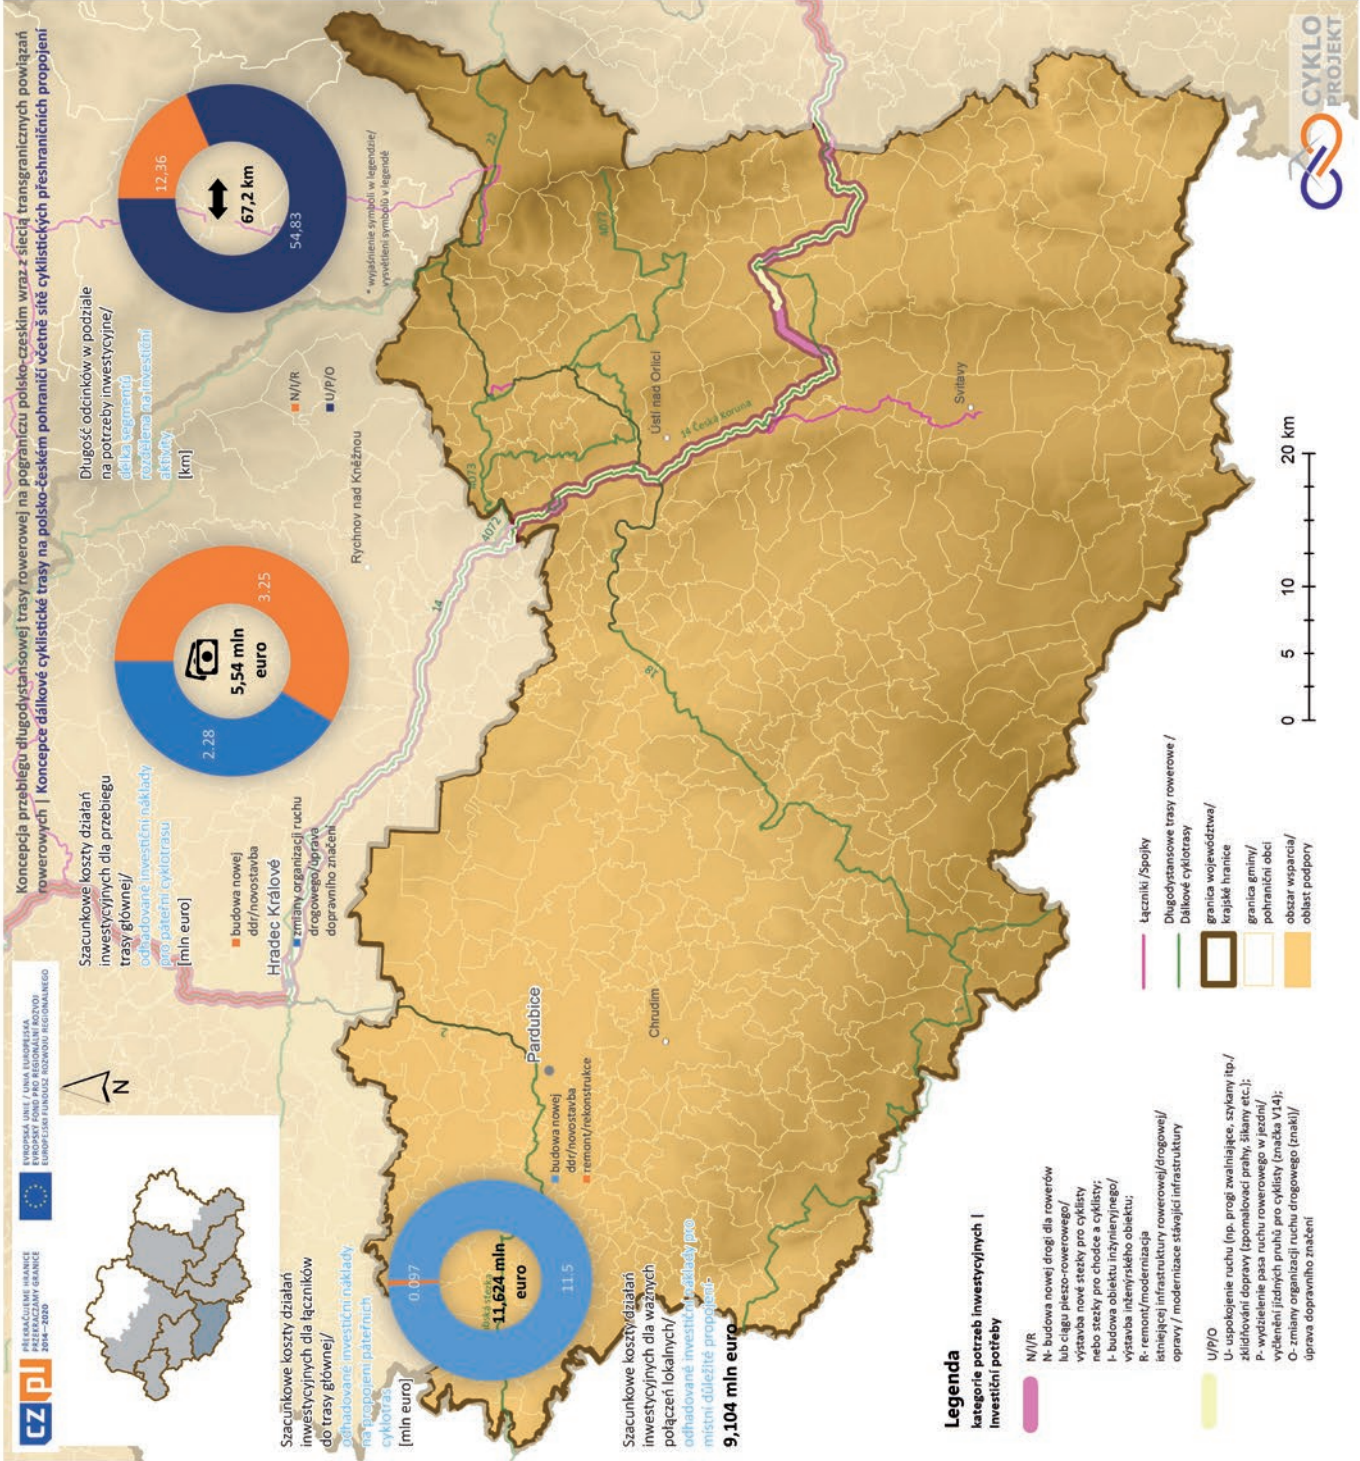 Koncepcja przebiegu długodystansowej trasy rowerowej na pograniczu polsko-czeskim wraz z siecią transgranicznych powiązań
rowerowych | Koncepce dálkové cyklistické trasy na polsko-českém pohraničí včetně sítě cyklistických přeshraničních propojení
CZ pl
PŘEKRAČUJEME HRANICE
PRZEKRACZAMY GRANICE
2014—2020
EVROPSKÁ UNIE / UNIA EUROPEJSKA
EVROPSKÝ FOND PRO REGIONÁLNÍ ROZVOJ
EUROPEJSKI FUNDUSZ ROZWOJU REGIONALNEGO
N
Szacunkowe koszty działań
inwestycyjnych dla przebiegu
trasy głównej/
odhadované investiční náklady
pro páteřní cyklotrasu
[mln euro]
2.28
3.25
5,54 mln
euro
budowa nowej
ddr/novostavba
zmiany organizacji ruchu
drogowego/úprava
dopravního značení
Długość odcinków w podziale
na potrzeby inwestycyjne/
délka segmentů
rozdělena na investiční
aktivity
[km]
12,36
54,83
67,2 km
N/I/R
U/P/O
* wyjaśnienie symboli w legendzie/
vysvětlení symbolů v legendě
Szacunkowe koszty działań
inwestycyjnych dla łączników
do trasy głównej/
odhadované investiční náklady
na propojení páteřních
cyklotras
[mln euro]
0.097
11.5
11,624 mln
euro
budowa nowej
ddr/novostavba
remont/rekonstrukce
Szacunkowe koszty działań
inwestycyjnych dla ważnych
połączeń lokalnych/
odhadované investiční náklady pro
místní důležité propojení-
9,104 mln euro
Hradec Králové
Rychnov nad Kněžnou
Pardubice
Chrudim
Ústí nad Orlicí
Svitavy
14
4072
4073
22
4077
14 Česká koruna
18
2
1
Legenda
kategorie potrzeb inwestycyjnych |
Investiční potřeby
N/I/R
N- budowa nowej drogi dla rowerów
lub ciągu pieszo-rowerowego/
výstavba nové stezky pro cyklisty
nebo stezky pro chodce a cyklisty;
I- budowa obiektu inżynieryjnego/
výstavba inženýrského obiektu;
R- remont/modernizacja
istniejącej infrastruktury rowerowej/drogowej/
opravy / modernizace stávající infrastruktury
U/P/O
U- uspokojenie ruchu (np. progi zwalniające, szykany itp./
zklidňování dopravy (zpomalovací prahy, šikany etc.);
P- wydzielenie pasa ruchu rowerowego w jezdni/
vyčlenění jízdních pruhů pro cyklisty (značka V14);
O- zmiany organizacji ruchu drogowego (znaki)/
úprava dopravního značení
Łączniki /Spojky
Długodystansowe trasy rowerowe /
Dálkové cyklotrasy
granica województwa/
krajské hranice
granica gminy/
pohraniční obcí
obszar wsparcia/
oblast podpory
0 5 10 20 km
CYKLO
PROJEKT